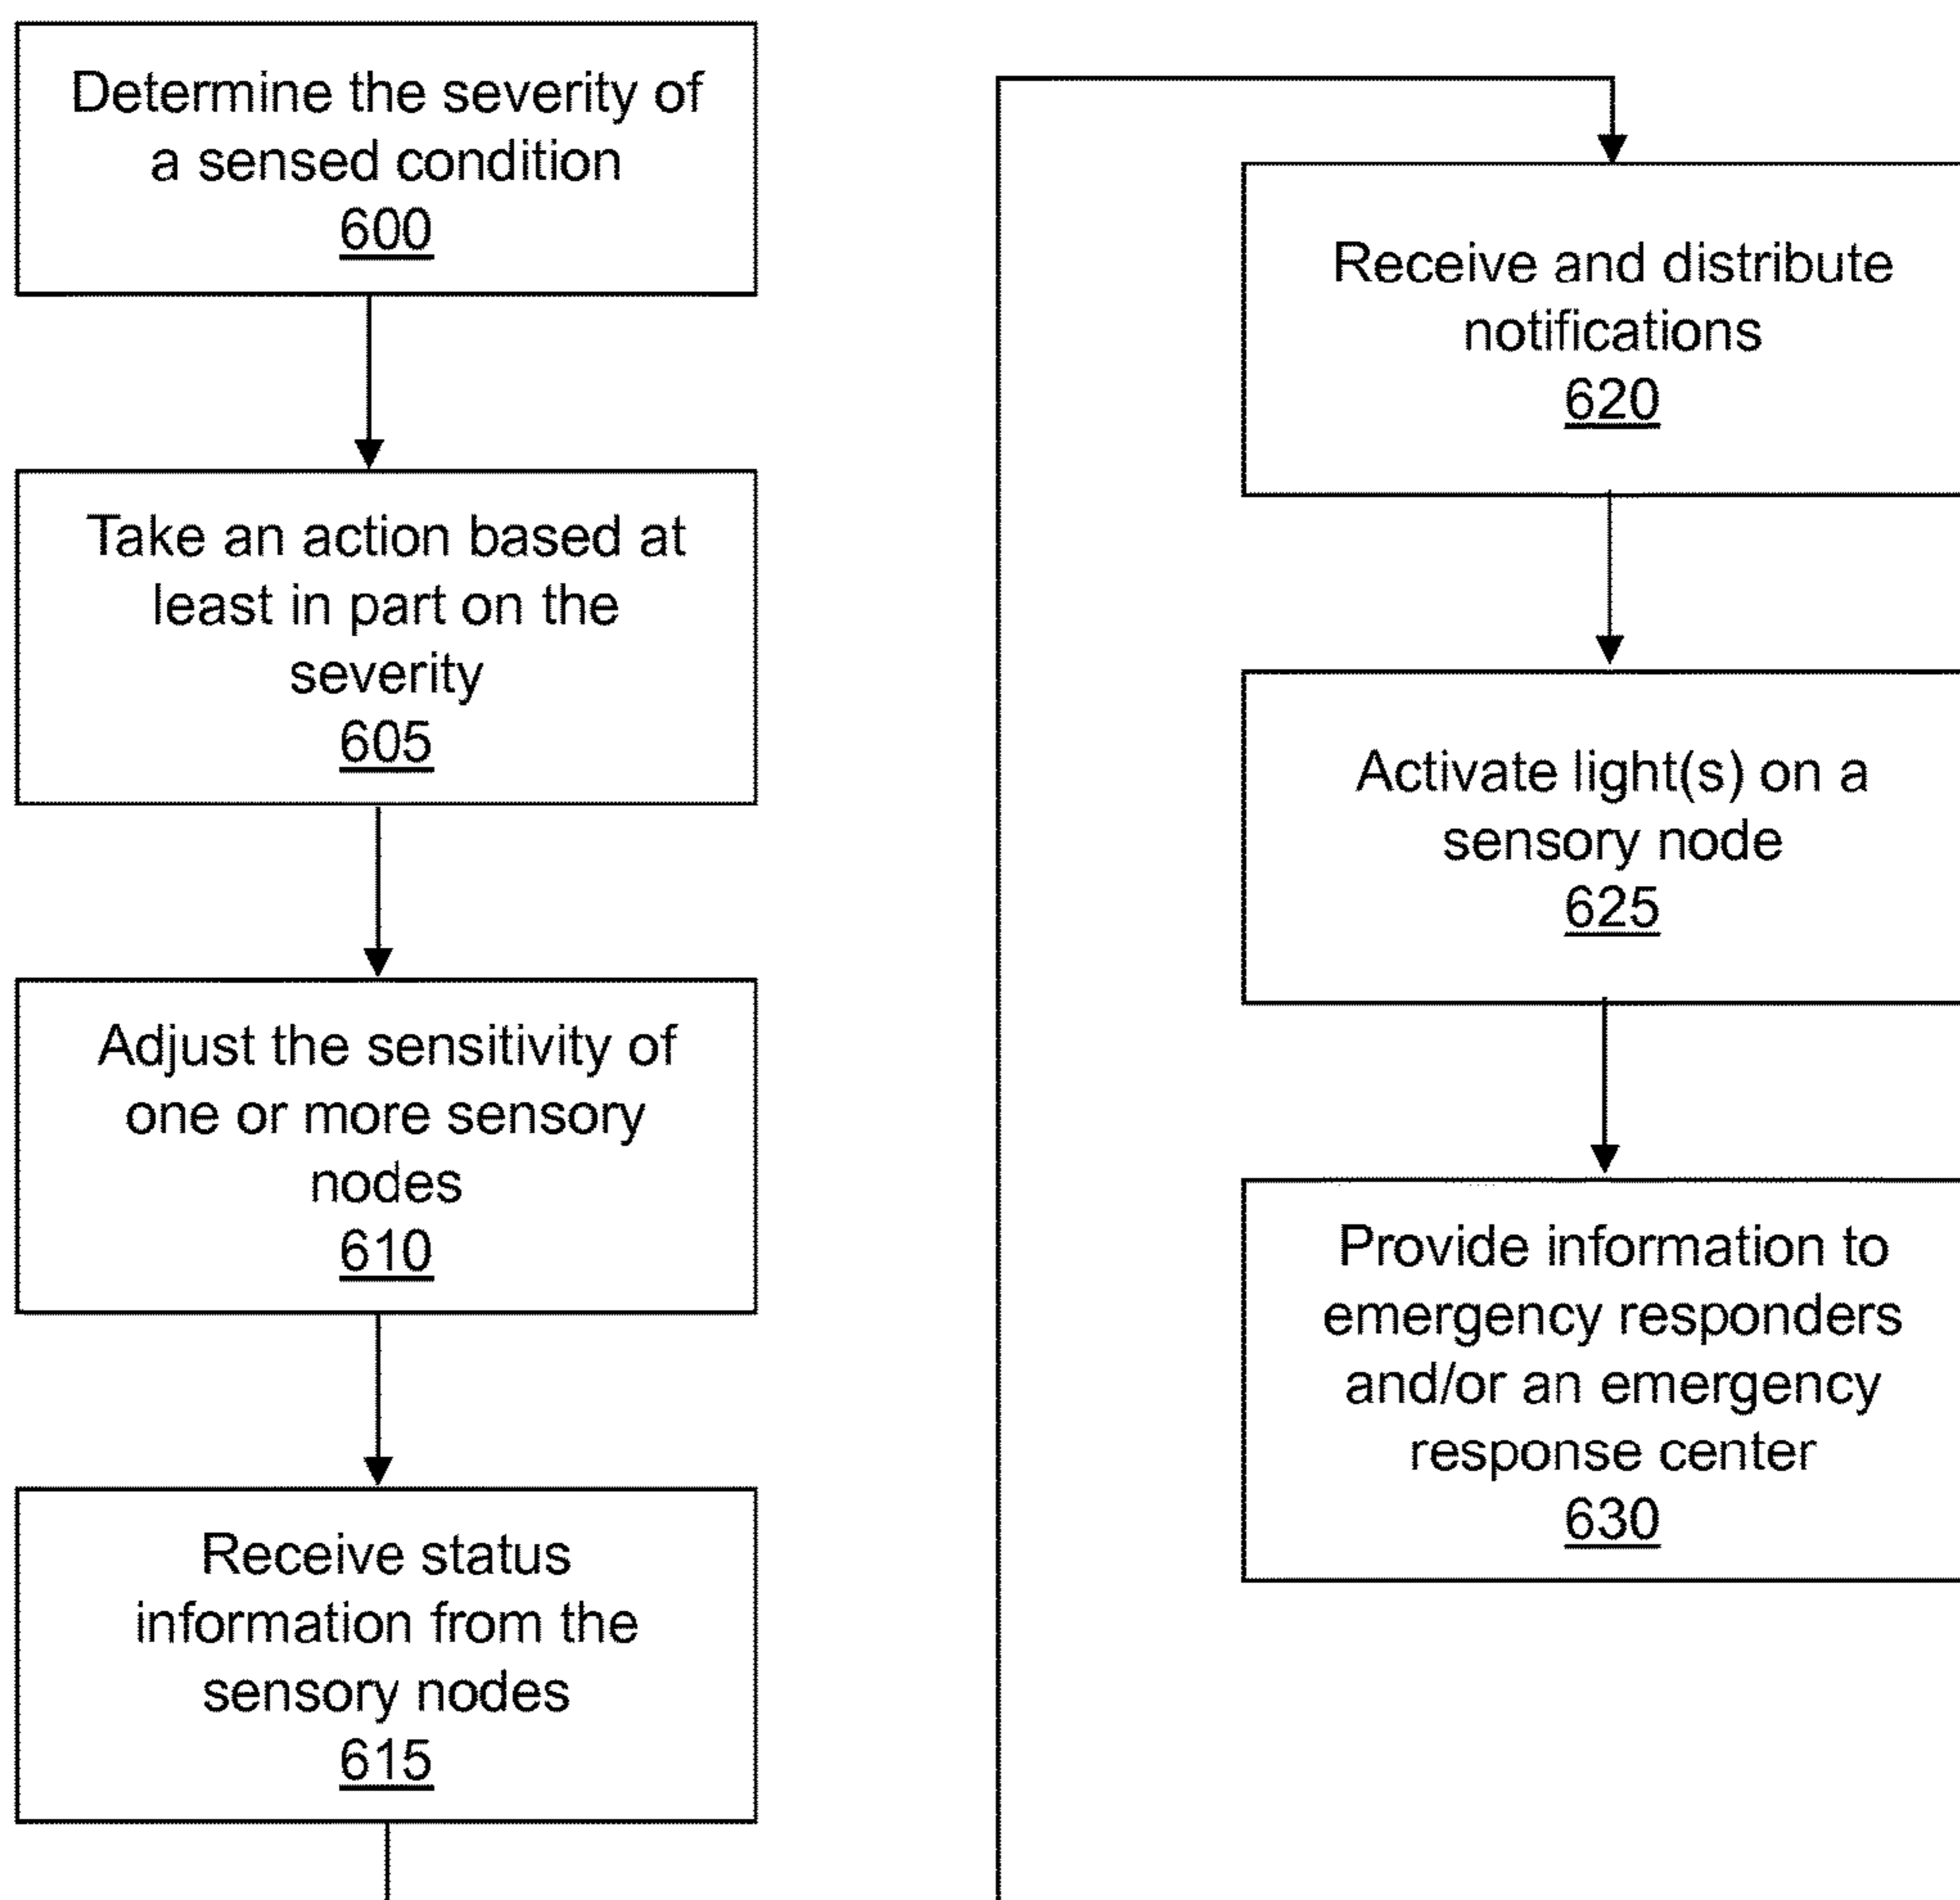 Determine the severity of
a sensed condition
600
Take an action based at
least in part on the
severity
605
Adjust the sensitivity of
one or more sensory
nodes
610
Receive status
information from the
sensory nodes
615
Receive and distribute
notifications
620
Activate light(s) on a
sensory node
625
Provide information to
emergency responders
and/or an emergency
response center
630